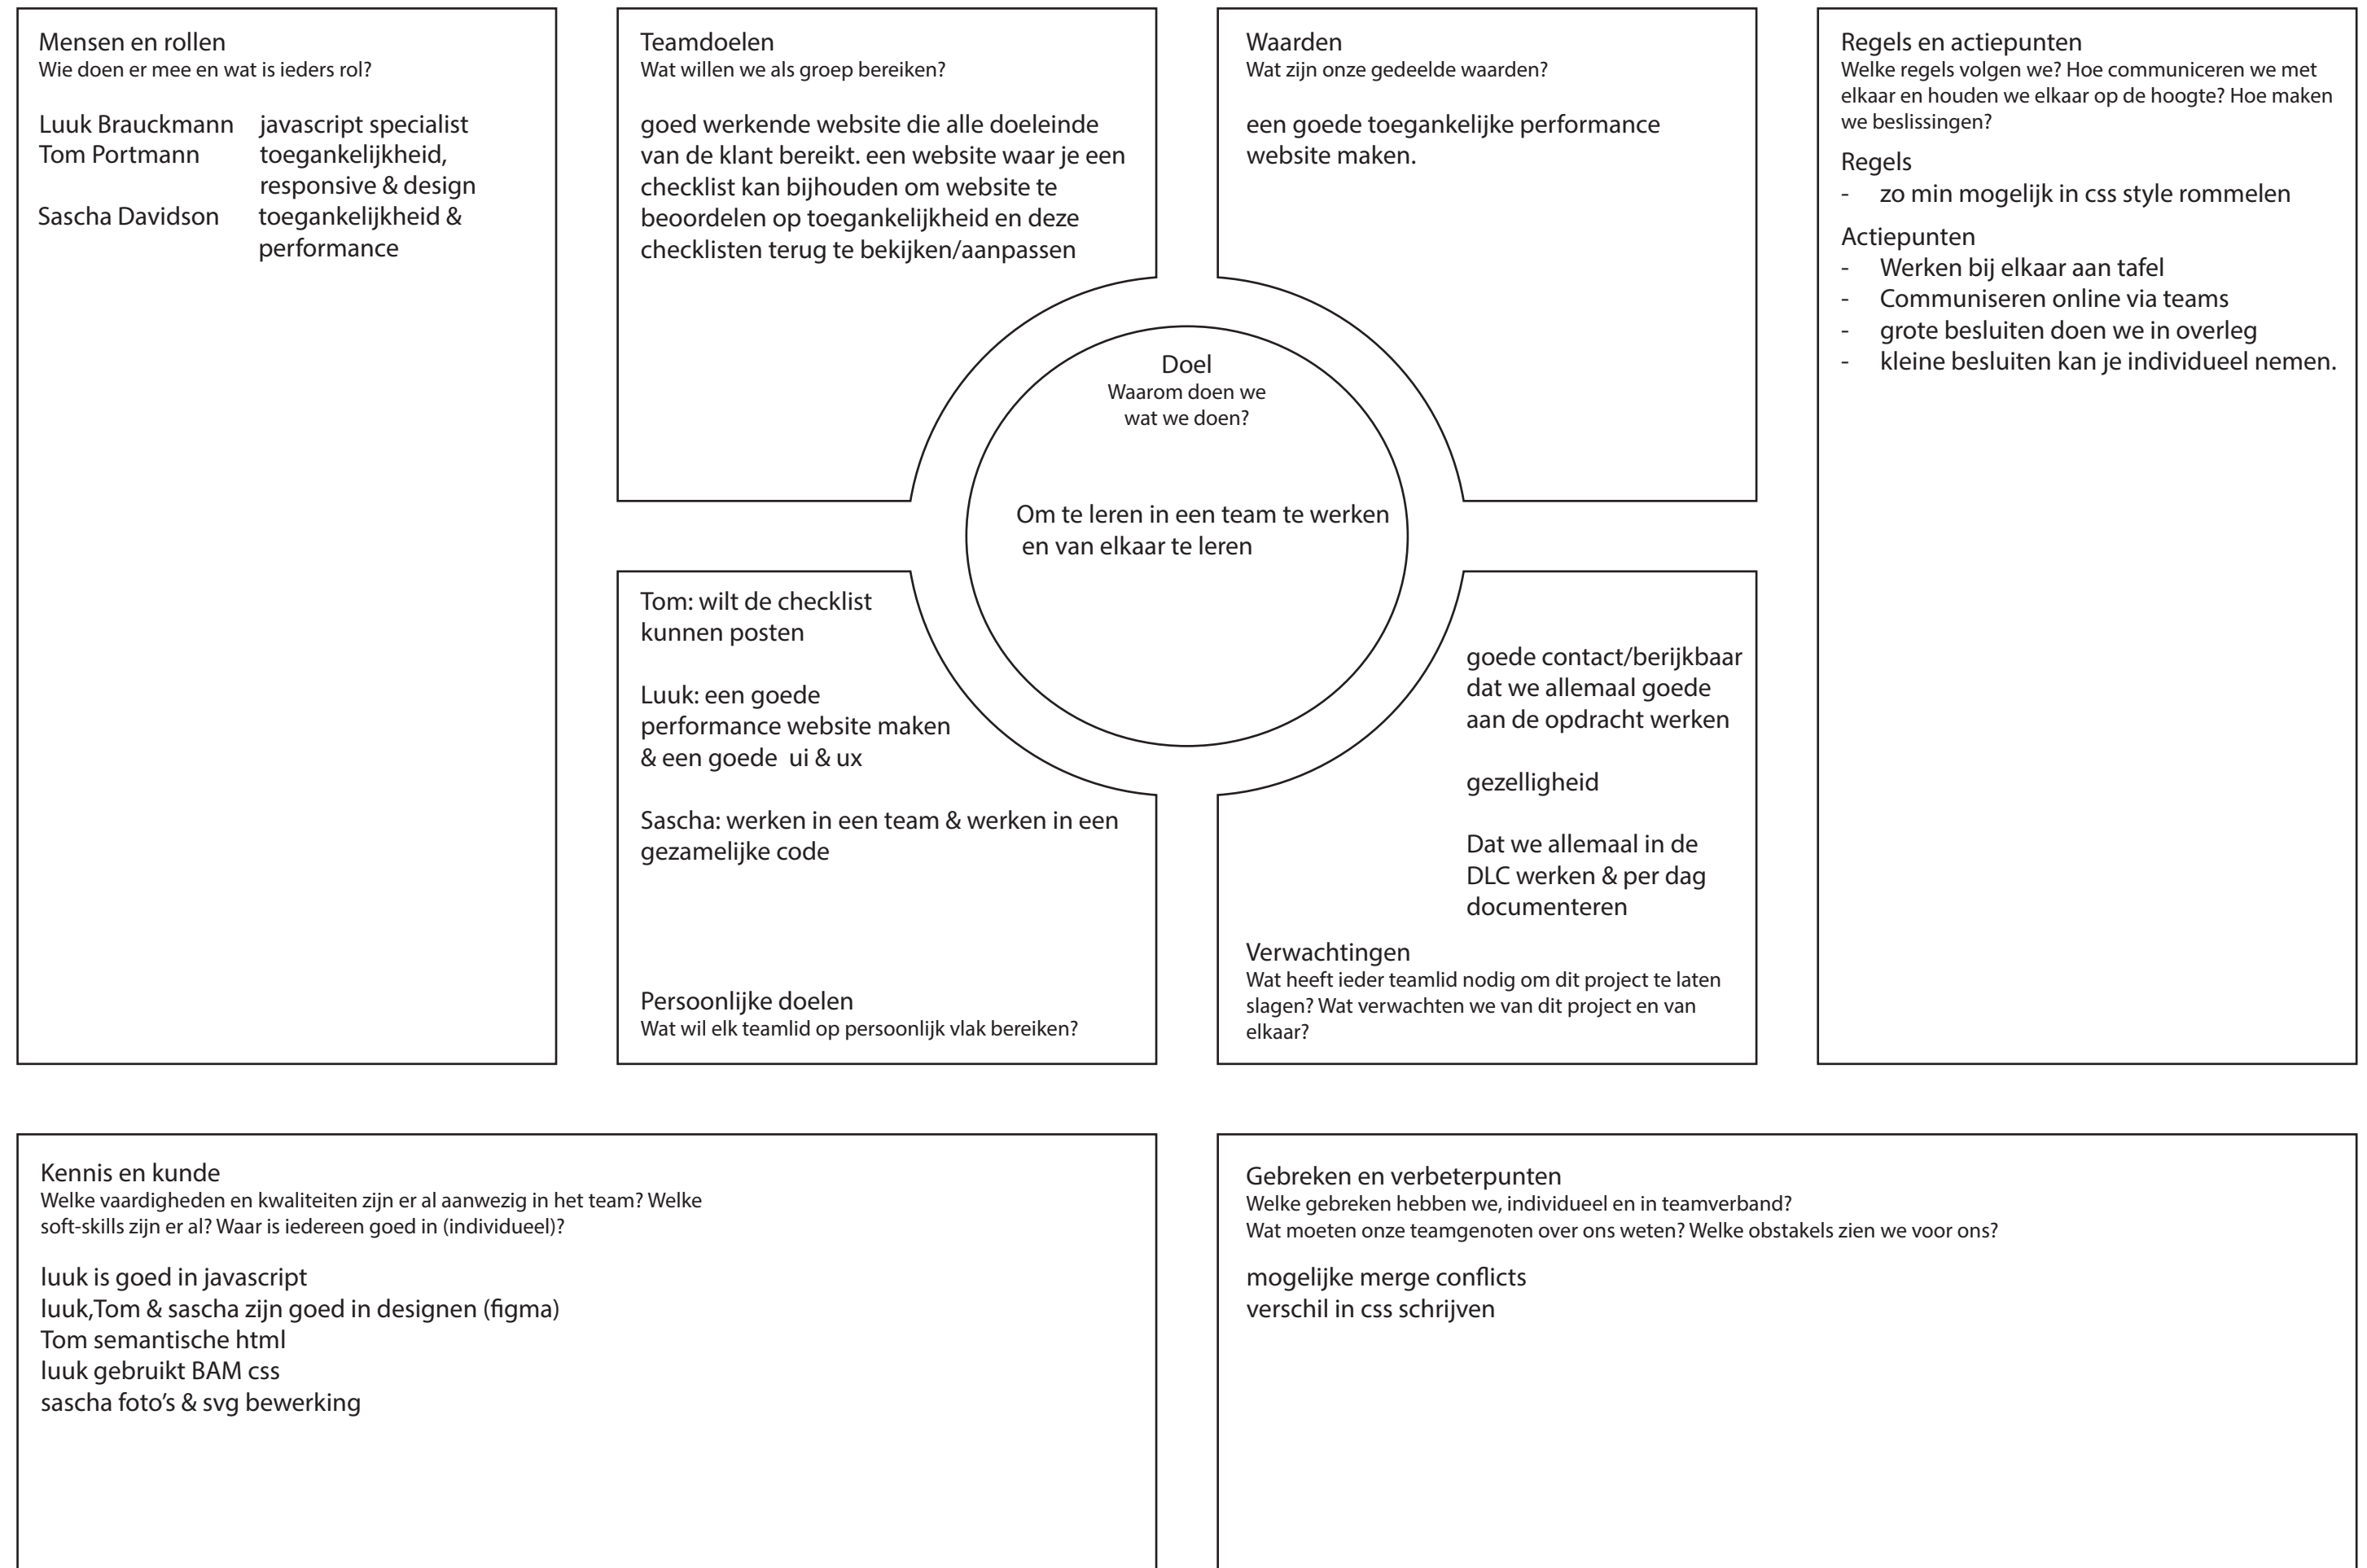 Mensen en rollen
Wie doen er mee en wat is ieders rol?
Luuk Brauckmann javascript specialist
Tom Portmann toegankelijkheid,
responsive & design
Sascha Davidson toegankelijkheid &
performance
Teamdoelen
Wat willen we als groep bereiken?
goed werkende website die alle doeleinde
van de klant bereikt. een website waar je een
checklist kan bijhouden om website te
beoordelen op toegankelijkheid en deze
checklisten terug te bekijken/aanpassen
Waarden
Wat zijn onze gedeelde waarden?
een goede toegankelijke performance
website maken.
Regels en actiepunten
Welke regels volgen we? Hoe communiceren we met
elkaar en houden we elkaar op de hoogte? Hoe maken
we beslissingen?
Regels
- zo min mogelijk in css style rommelen
Actiepunten
- Werken bij elkaar aan tafel
- Communiseren online via teams
- grote besluiten doen we in overleg
- kleine besluiten kan je individueel nemen.
Doel
Waarom doen we
wat we doen?
Om te leren in een team te werken
en van elkaar te leren
Tom: wilt de checklist
kunnen posten
Luuk: een goede
performance website maken
& een goede ui & ux
Sascha: werken in een team & werken in een
gezamelijke code
Persoonlijke doelen
Wat wil elk teamlid op persoonlijk vlak bereiken?
goede contact/berijkbaar
dat we allemaal goede
aan de opdracht werken
gezelligheid
Dat we allemaal in de
DLC werken & per dag
documenteren
Verwachtingen
Wat heeft ieder teamlid nodig om dit project te laten
slagen? Wat verwachten we van dit project en van
elkaar?
Kennis en kunde
Welke vaardigheden en kwaliteiten zijn er al aanwezig in het team? Welke
soft-skills zijn er al? Waar is iedereen goed in (individueel)?
luuk is goed in javascript
luuk,Tom & sascha zijn goed in designen (figma)
Tom semantische html
luuk gebruikt BAM css
sascha foto's & svg bewerking
Gebreken en verbeterpunten
Welke gebreken hebben we, individueel en in teamverband?
Wat moeten onze teamgenoten over ons weten? Welke obstakels zien we voor ons?
mogelijke merge conflicts
verschil in css schrijven